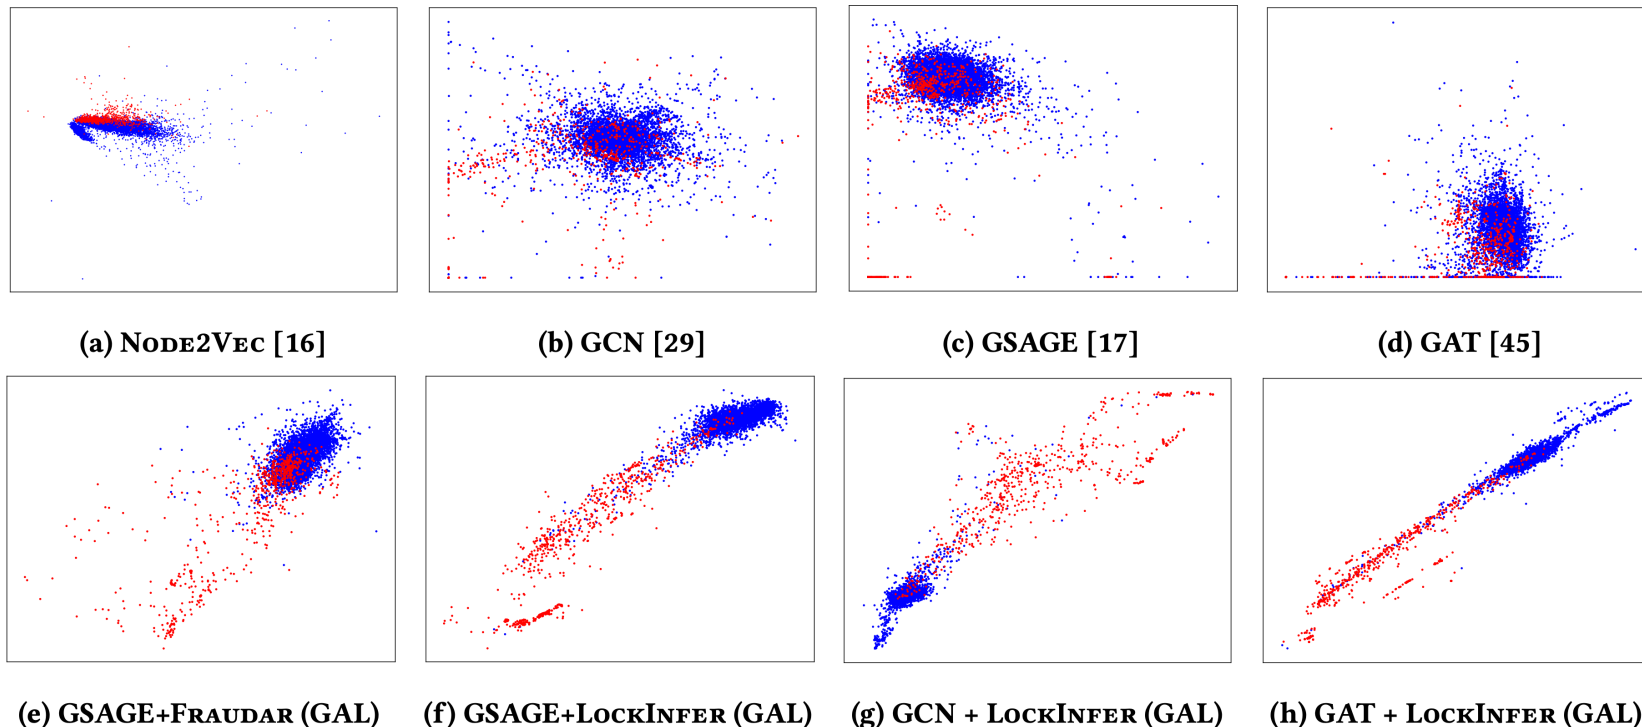 (a) NODE2VEC [16]
(b) GCN [29]
(c) GSAGE [17]
(d) GAT [45]
(e) GSAGE+FRAUDAR (GAL)
(f) GSAGE+LOCKINFER (GAL)
(g) GCN + LOCKINFER (GAL)
(h) GAT + LOCKINFER (GAL)